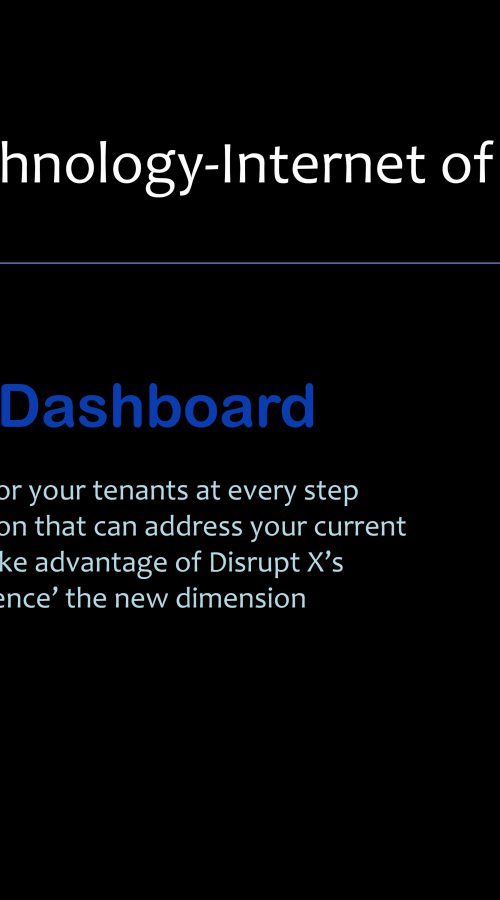 hnology-Internet of
Dashboard
or your tenants at every step
on that can address your current
ke advantage of Disrupt X’s
ence’ the new dimension